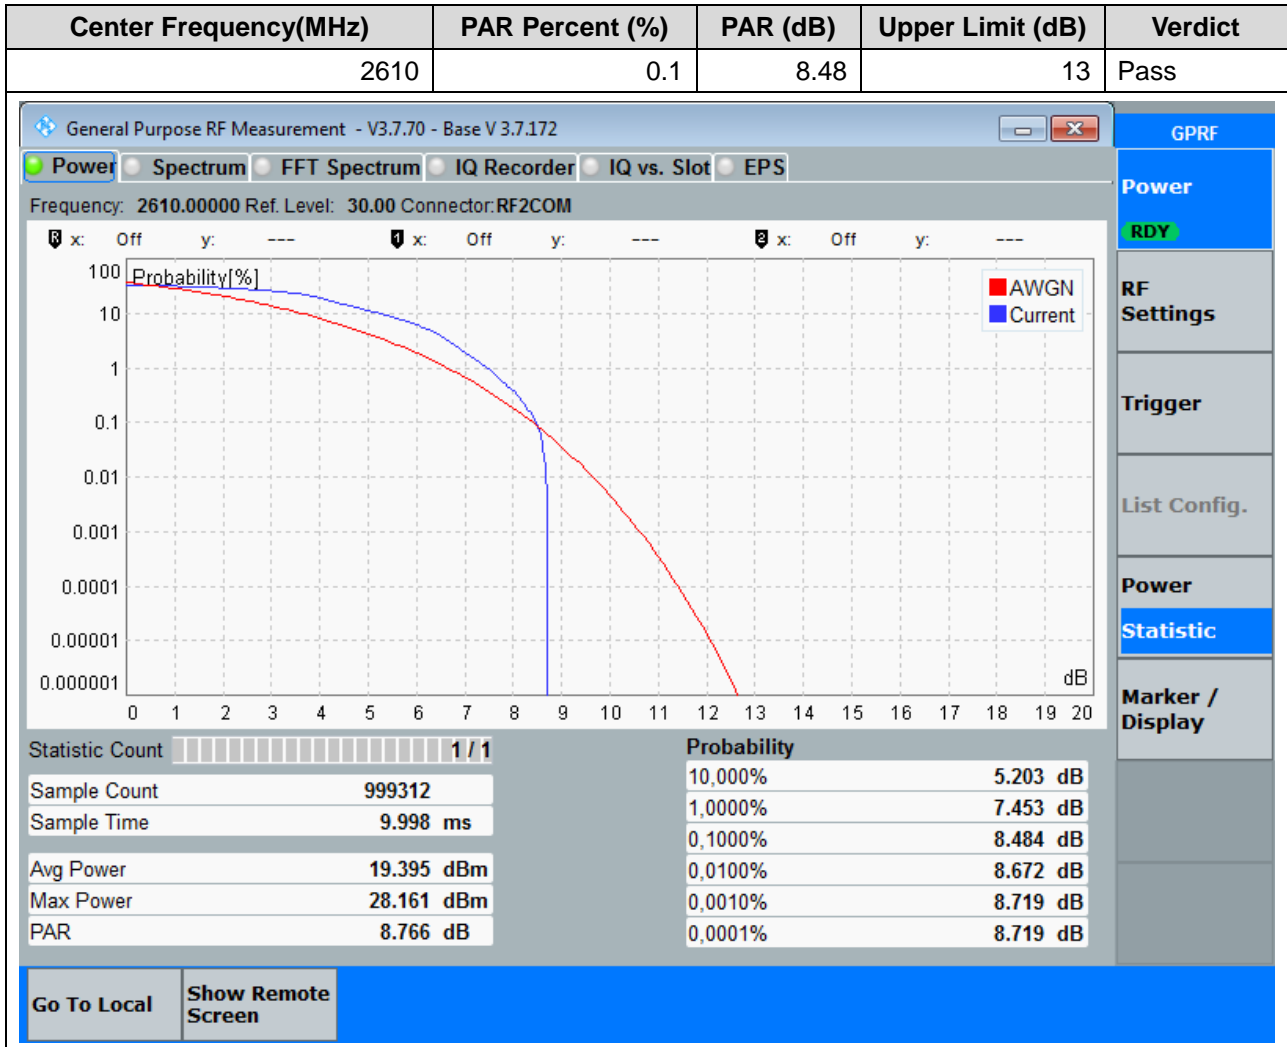 Center Frequency(MHz) PAR Percent (%) PAR (dB) Upper Limit (dB) Verdict
2610 0.1 8.48 13 Pass
General Purpose RF Measurement - V3.7.70 - Base V 3.7.172
GPRF
Power Spectrum FFT Spectrum IQ Recorder IQ vs. Slot EPS
Frequency: 2610.00000 Ref. Level: 30.00 Connector:RF2COM
R x: Off y: --- 1 x: Off y: --- 2 x: Off y: ---
Probability[%]
AWGN
Current
100
10
1
0.1
0.01
0.001
0.0001
0.00001
0.000001
dB
0 1 2 3 4 5 6 7 8 9 10 11 12 13 14 15 16 17 18 19 20
Statistic Count 1 / 1
Sample Count 999312
Sample Time 9.998 ms
Avg Power 19.395 dBm
Max Power 28.161 dBm
PAR 8.766 dB
Probability
10,000% 5.203 dB
1,0000% 7.453 dB
0,1000% 8.484 dB
0,0100% 8.672 dB
0,0010% 8.719 dB
0,0001% 8.719 dB
Power
RDY
RF
Settings
Trigger
List Config.
Power
Statistic
Marker /
Display
Go To Local
Show Remote
Screen